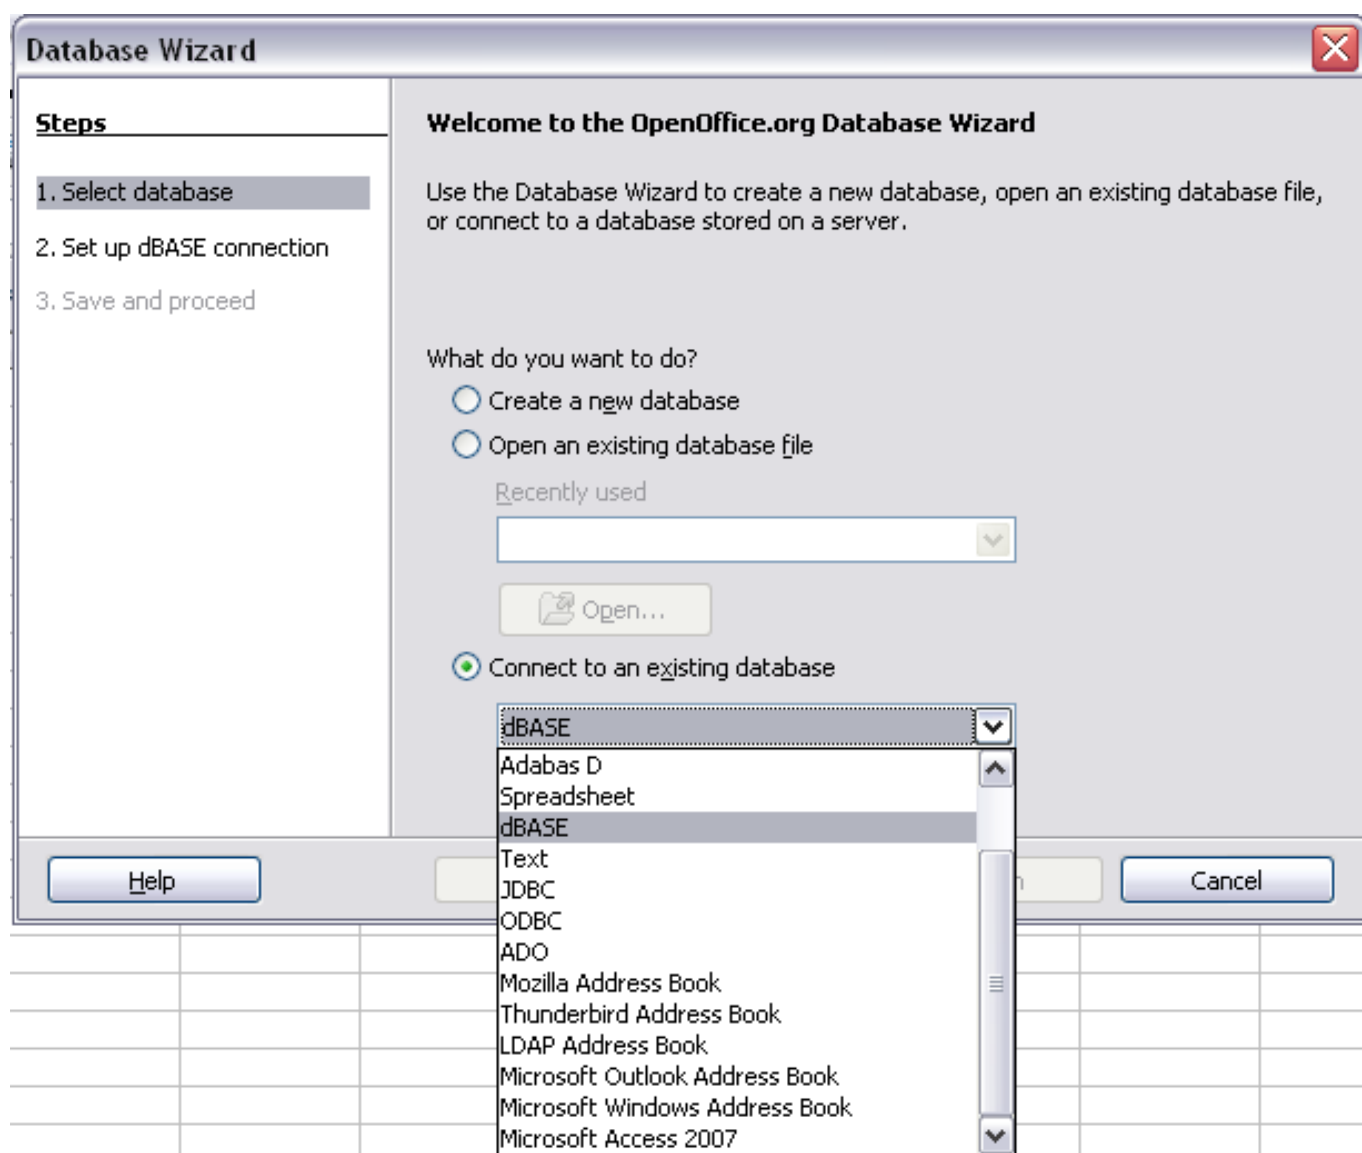 Database Wizard
Steps
1. Select database
2. Set up dBASE connection
3. Save and proceed
Welcome to the OpenOffice.org Database Wizard
Use the Database Wizard to create a new database, open an existing database file,
or connect to a database stored on a server.
What do you want to do?
Create a new database
Open an existing database file
Recently used
Open...
Connect to an existing database
dBASE
Adabas D
Spreadsheet
dBASE
Text
JDBC
ODBC
ADO
Mozilla Address Book
Thunderbird Address Book
LDAP Address Book
Microsoft Outlook Address Book
Microsoft Windows Address Book
Microsoft Access 2007
Help
Cancel